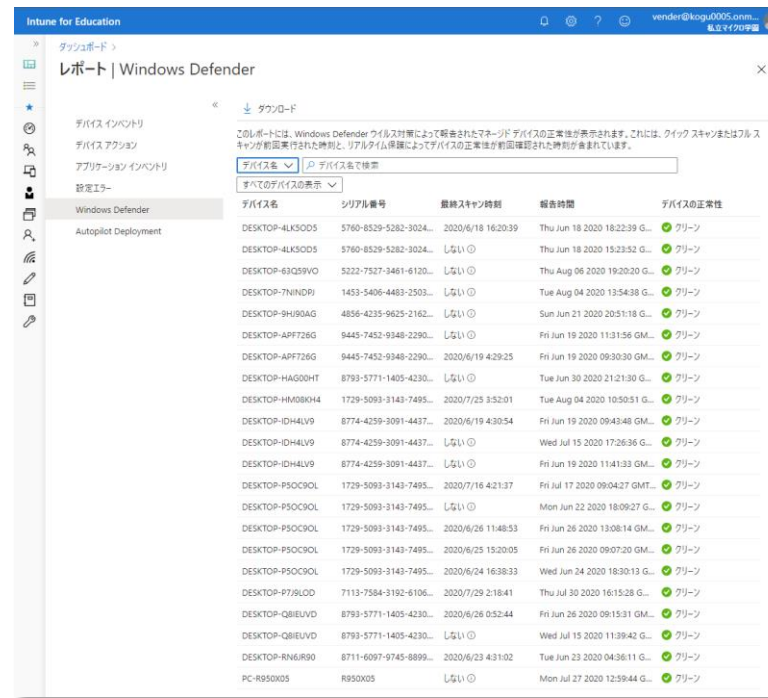 Intune for Education
vender@kogu0005.onm...
私立マイクロ学園
ダッシュボード >
レポート | Windows Defender
デバイス インベントリ
デバイス アクション
アプリケーション インベントリ
設定エラー
Windows Defender
Autopilot Deployment
ダウンロード
このレポートには、Windows Defender ウイルス対策によって報告されたマネージド デバイスの正常性が表示されます。これには、クイック スキャンまたはフル ス
キャンが前回実行された時刻と、リアルタイム保護によってデバイスの正常性が前回確認された時刻が含まれています。
デバイス名 デバイス名で検索
すべてのデバイスの表示
デバイス名 シリアル番号 最終スキャン時刻 報告時間 デバイスの正常性
DESKTOP-4LK5OD5 5760-8529-5282-3024... 2020/6/18 16:20:39 Thu Jun 18 2020 18:22:39 G... クリーン
DESKTOP-4LK5OD5 5760-8529-5282-3024... しない Thu Jun 18 2020 15:23:52 G... クリーン
DESKTOP-63Q59VO 5222-7527-3461-6120... しない Thu Aug 06 2020 19:20:20 G... クリーン
DESKTOP-7NINDPJ 1453-5406-4483-2503... しない Tue Aug 04 2020 13:54:38 G... クリーン
DESKTOP-9HJ90AG 4856-4235-9625-2162... しない Sun Jun 21 2020 20:51:18 G... クリーン
DESKTOP-APF726G 9445-7452-9348-2290... しない Fri Jun 19 2020 11:31:56 GM... クリーン
DESKTOP-APF726G 9445-7452-9348-2290... 2020/6/19 4:29:25 Fri Jun 19 2020 09:30:30 GM... クリーン
DESKTOP-HAG00HT 8793-5771-1405-4230... しない Tue Jun 30 2020 21:21:30 G... クリーン
DESKTOP-HM08KH4 1729-5093-3143-7495... 2020/7/25 3:52:01 Tue Aug 04 2020 10:50:51 G... クリーン
DESKTOP-IDH4LV9 8774-4259-3091-4437... 2020/6/19 4:30:54 Fri Jun 19 2020 09:43:48 GM... クリーン
DESKTOP-IDH4LV9 8774-4259-3091-4437... しない Wed Jul 15 2020 17:26:36 G... クリーン
DESKTOP-IDH4LV9 8774-4259-3091-4437... しない Fri Jun 19 2020 11:41:33 GM... クリーン
DESKTOP-P5OC9OL 1729-5093-3143-7495... 2020/7/16 4:21:37 Fri Jul 17 2020 09:04:27 GMT... クリーン
DESKTOP-P5OC9OL 1729-5093-3143-7495... しない Mon Jun 22 2020 18:09:27 G... クリーン
DESKTOP-P5OC9OL 1729-5093-3143-7495... 2020/6/26 11:48:53 Fri Jun 26 2020 13:08:14 GM... クリーン
DESKTOP-P5OC9OL 1729-5093-3143-7495... 2020/6/25 15:20:05 Fri Jun 26 2020 09:07:20 GM... クリーン
DESKTOP-P5OC9OL 1729-5093-3143-7495... 2020/6/24 16:38:33 Wed Jun 24 2020 18:30:13 G... クリーン
DESKTOP-P7J9LOD 7113-7584-3192-6106... 2020/7/29 2:18:41 Thu Jul 30 2020 16:15:28 G... クリーン
DESKTOP-Q8IEUVD 8793-5771-1405-4230... 2020/6/26 0:52:44 Fri Jun 26 2020 09:15:31 GM... クリーン
DESKTOP-Q8IEUVD 8793-5771-1405-4230... しない Wed Jul 15 2020 11:39:42 G... クリーン
DESKTOP-RN6JR90 8711-6097-9745-8899... 2020/6/23 4:31:02 Tue Jun 23 2020 04:36:11 G... クリーン
PC-R950X05 R950X05 しない Mon Jul 27 2020 12:59:44 G... クリーン